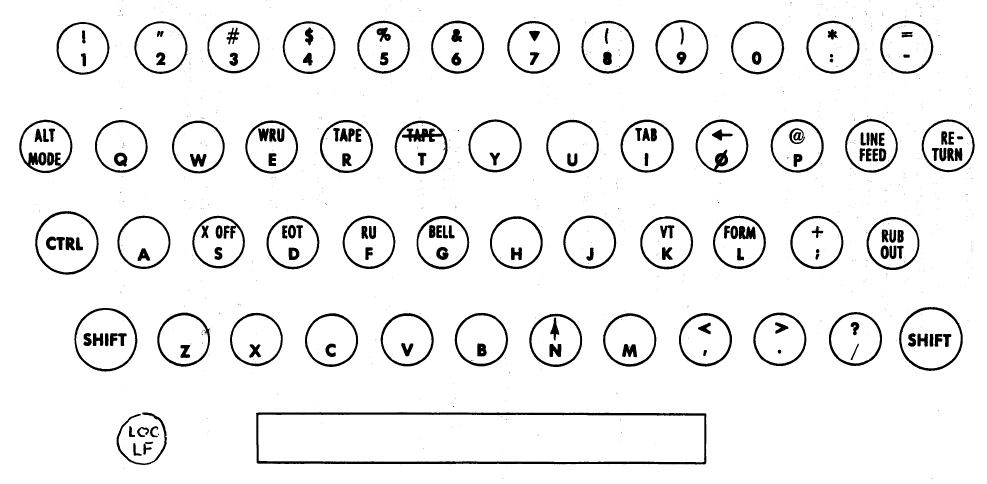 ! " # $ % & ▼ ( ) * =
1 2 3 4 5 6 7 8 9 0 : -
ALT WRU TAPE TAPE TAB ← @ LINE RE-
MODE Q W E R T Y U I Ø P FEED TURN
CTRL X OFF EOT RU BELL VT FORM + RUB
A S D F G H J K L ; OUT
SHIFT ↑ < > ? SHIFT
Z X C V B N M , . /
LOC
LF